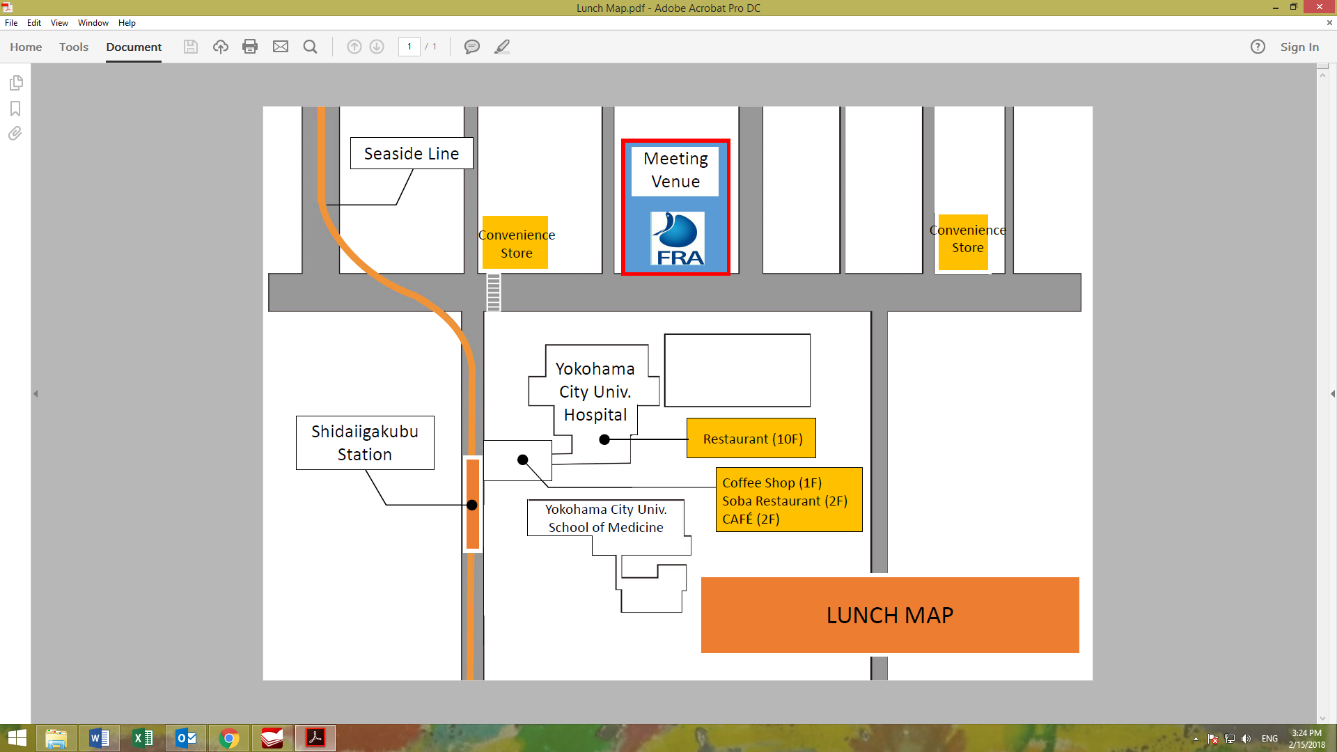 Lunch Map.pdf - Adobe Acrobat Pro DC
File Edit View Window Help
Home Tools Document 1 / 1 Sign In
Seaside Line
Meeting
Venue
FRA
Convenience
Store
Convenience
Store
Yokohama
City Univ.
Hospital
Shidaiigakubu
Station
Restaurant (10F)
Coffee Shop (1F)
Soba Restaurant (2F)
CAFÉ (2F)
Yokohama City Univ.
School of Medicine
LUNCH MAP
ENG
3:24 PM
2/15/2018